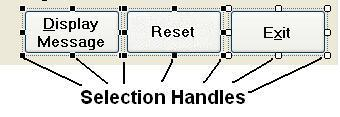 Display
Message
Reset
Exit
Selection Handles